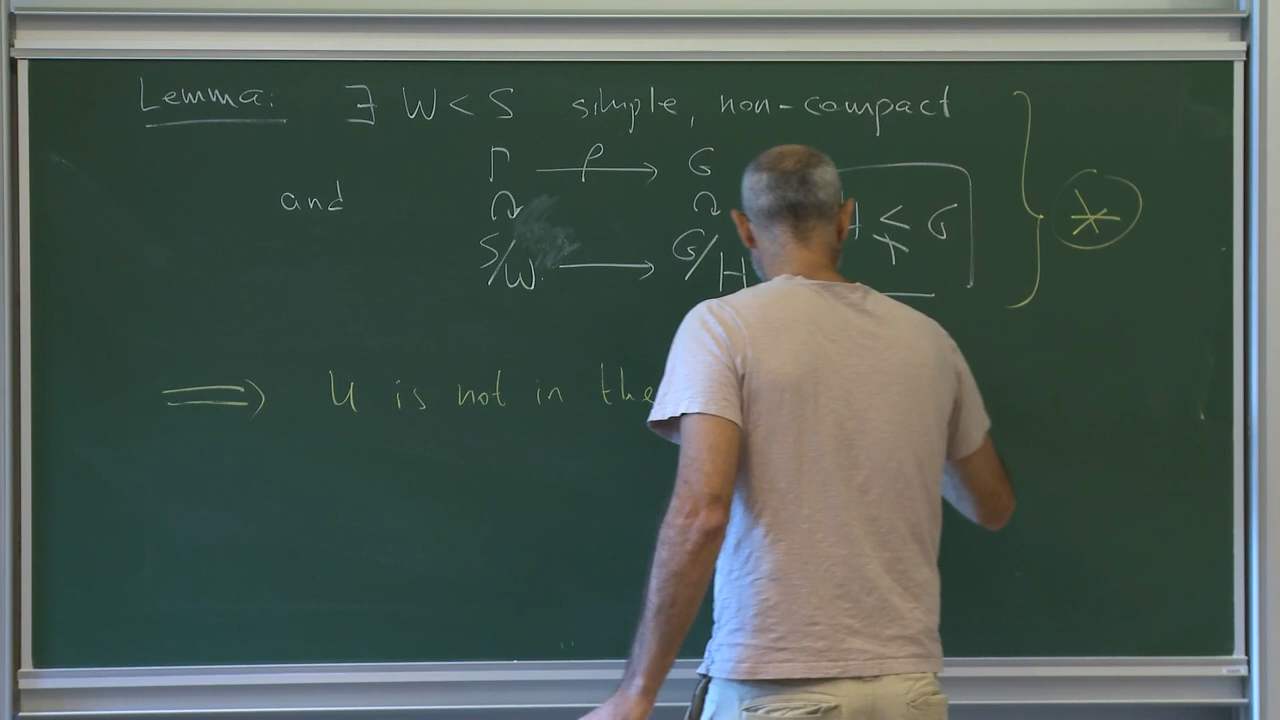 Lemma: ∃ W < S simple, non-compact
Γ —ρ→ G
and ↷ ↷ H ≨ G } ⊛
S/W → G/H
⟹ U is not in the